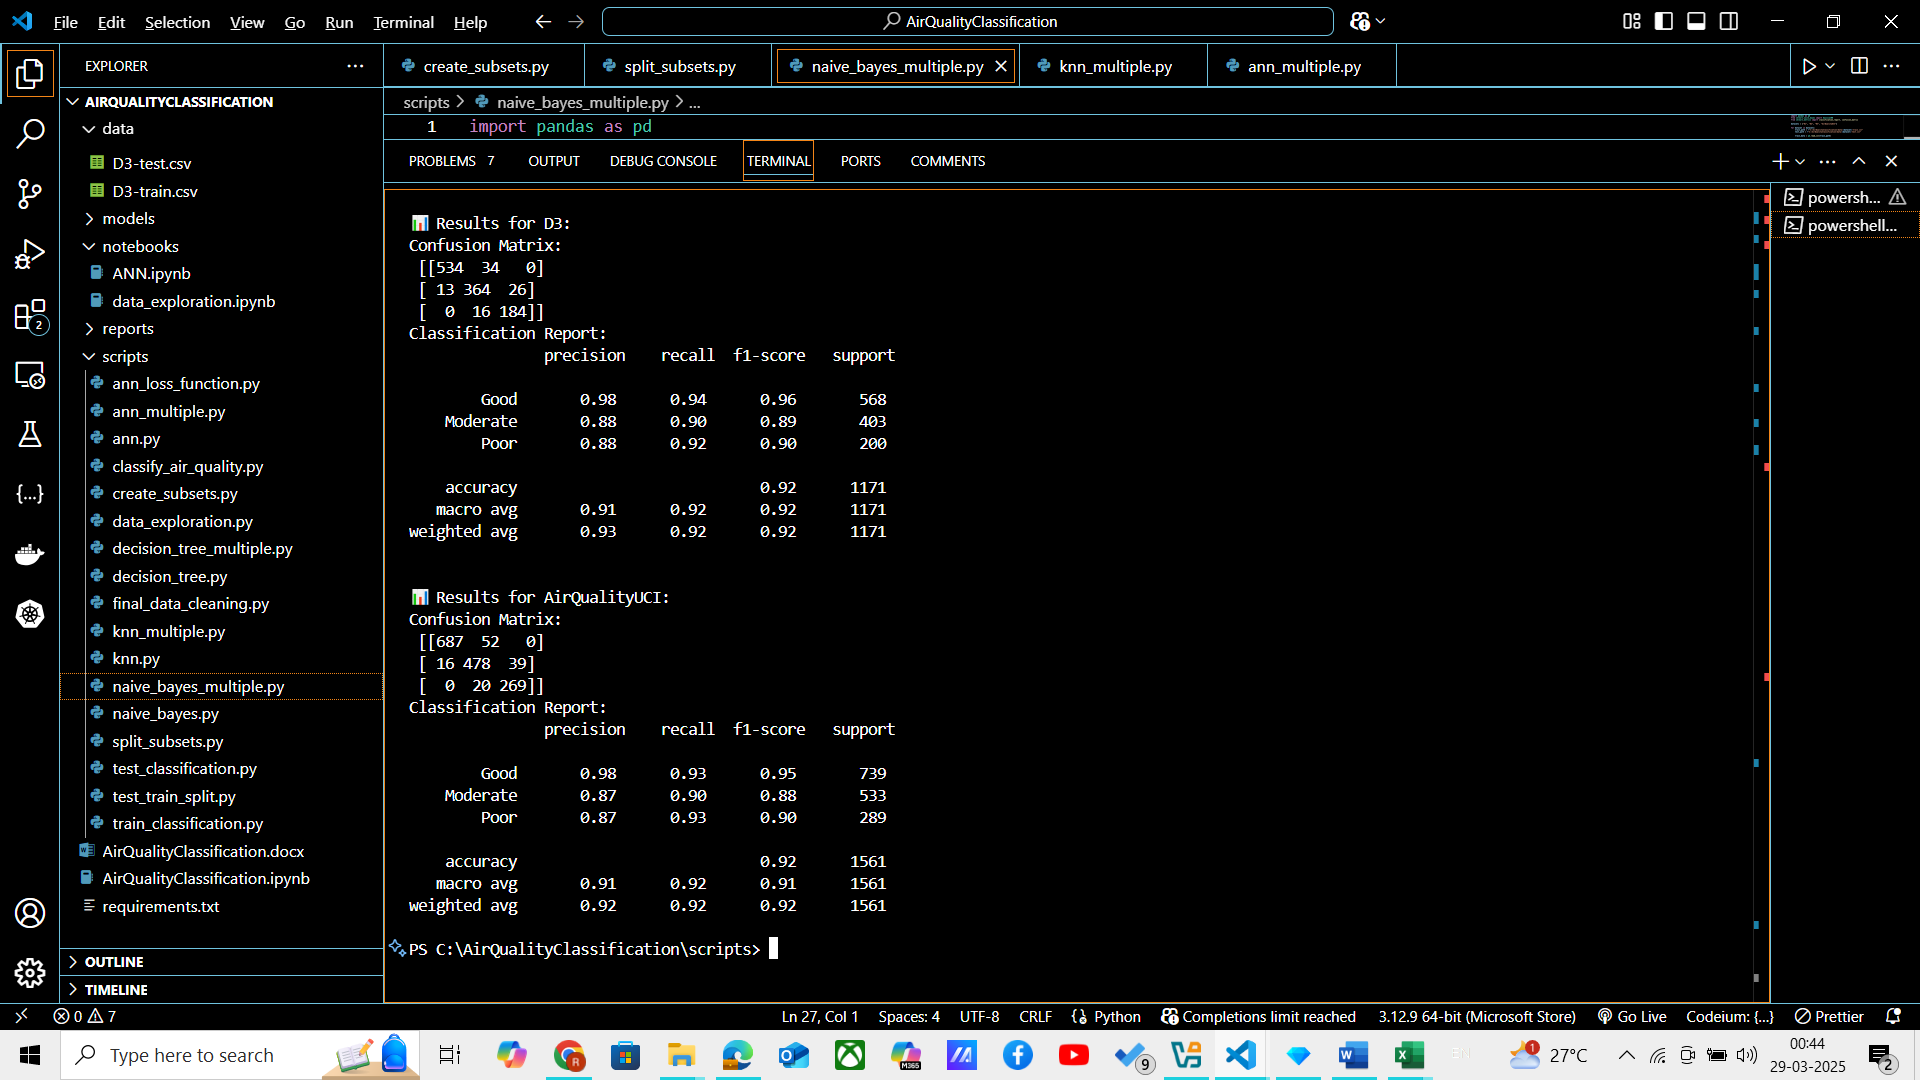 File Edit Selection View Go Run Terminal Help
AirQualityClassification
EXPLORER
create_subsets.py
split_subsets.py
naive_bayes_multiple.py
knn_multiple.py
ann_multiple.py
AIRQUALITYCLASSIFICATION
data
D3-test.csv
D3-train.csv
models
notebooks
ANN.ipynb
data_exploration.ipynb
reports
scripts
ann_loss_function.py
ann_multiple.py
ann.py
classify_air_quality.py
create_subsets.py
data_exploration.py
decision_tree_multiple.py
decision_tree.py
final_data_cleaning.py
knn_multiple.py
knn.py
naive_bayes_multiple.py
naive_bayes.py
split_subsets.py
test_classification.py
test_train_split.py
train_classification.py
AirQualityClassification.docx
AirQualityClassification.ipynb
requirements.txt
OUTLINE
TIMELINE
2
scripts > naive_bayes_multiple.py > ...
1 import pandas as pd
PROBLEMS 7 OUTPUT DEBUG CONSOLE TERMINAL PORTS COMMENTS
powersh...
powershell...
Results for D3:
Confusion Matrix:
[[534 34 0]
[ 13 364 26]
[ 0 16 184]]
Classification Report:
precision recall f1-score support
Good 0.98 0.94 0.96 568
Moderate 0.88 0.90 0.89 403
Poor 0.88 0.92 0.90 200
accuracy 0.92 1171
macro avg 0.91 0.92 0.92 1171
weighted avg 0.93 0.92 0.92 1171
Results for AirQualityUCI:
Confusion Matrix:
[[687 52 0]
[ 16 478 39]
[ 0 20 269]]
Classification Report:
precision recall f1-score support
Good 0.98 0.93 0.95 739
Moderate 0.87 0.90 0.88 533
Poor 0.87 0.93 0.90 289
accuracy 0.92 1561
macro avg 0.91 0.92 0.91 1561
weighted avg 0.92 0.92 0.92 1561
PS C:\AirQualityClassification\scripts>
0 7 Ln 27, Col 1 Spaces: 4 UTF-8 CRLF Python Completions limit reached 3.12.9 64-bit (Microsoft Store) Go Live Codeium: {...} Prettier
Type here to search
M365
9
1
27°C
00:44
29-03-2025
2